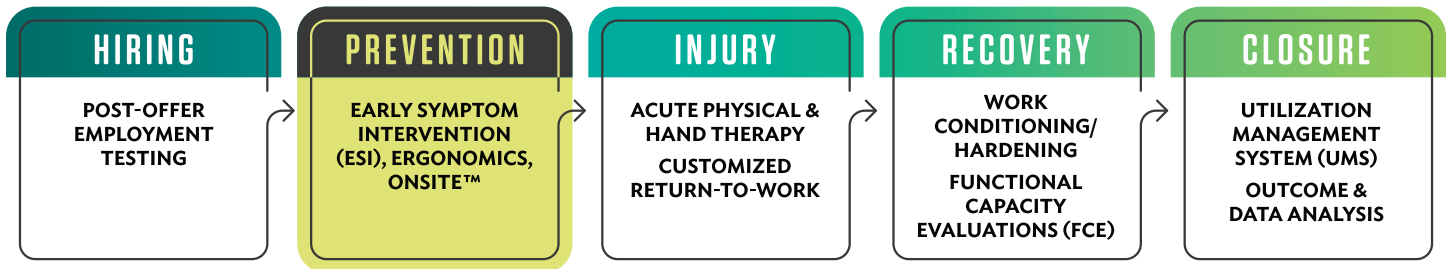 HIRING
POST-OFFER
EMPLOYMENT
TESTING
PREVENTION
EARLY SYMPTOM
INTERVENTION
(ESI), ERGONOMICS,
ONSITE™
INJURY
ACUTE PHYSICAL &
HAND THERAPY
CUSTOMIZED
RETURN-TO-WORK
RECOVERY
WORK
CONDITIONING/
HARDENING
FUNCTIONAL
CAPACITY
EVALUATIONS (FCE)
CLOSURE
UTILIZATION
MANAGEMENT
SYSTEM (UMS)
OUTCOME &
DATA ANALYSIS